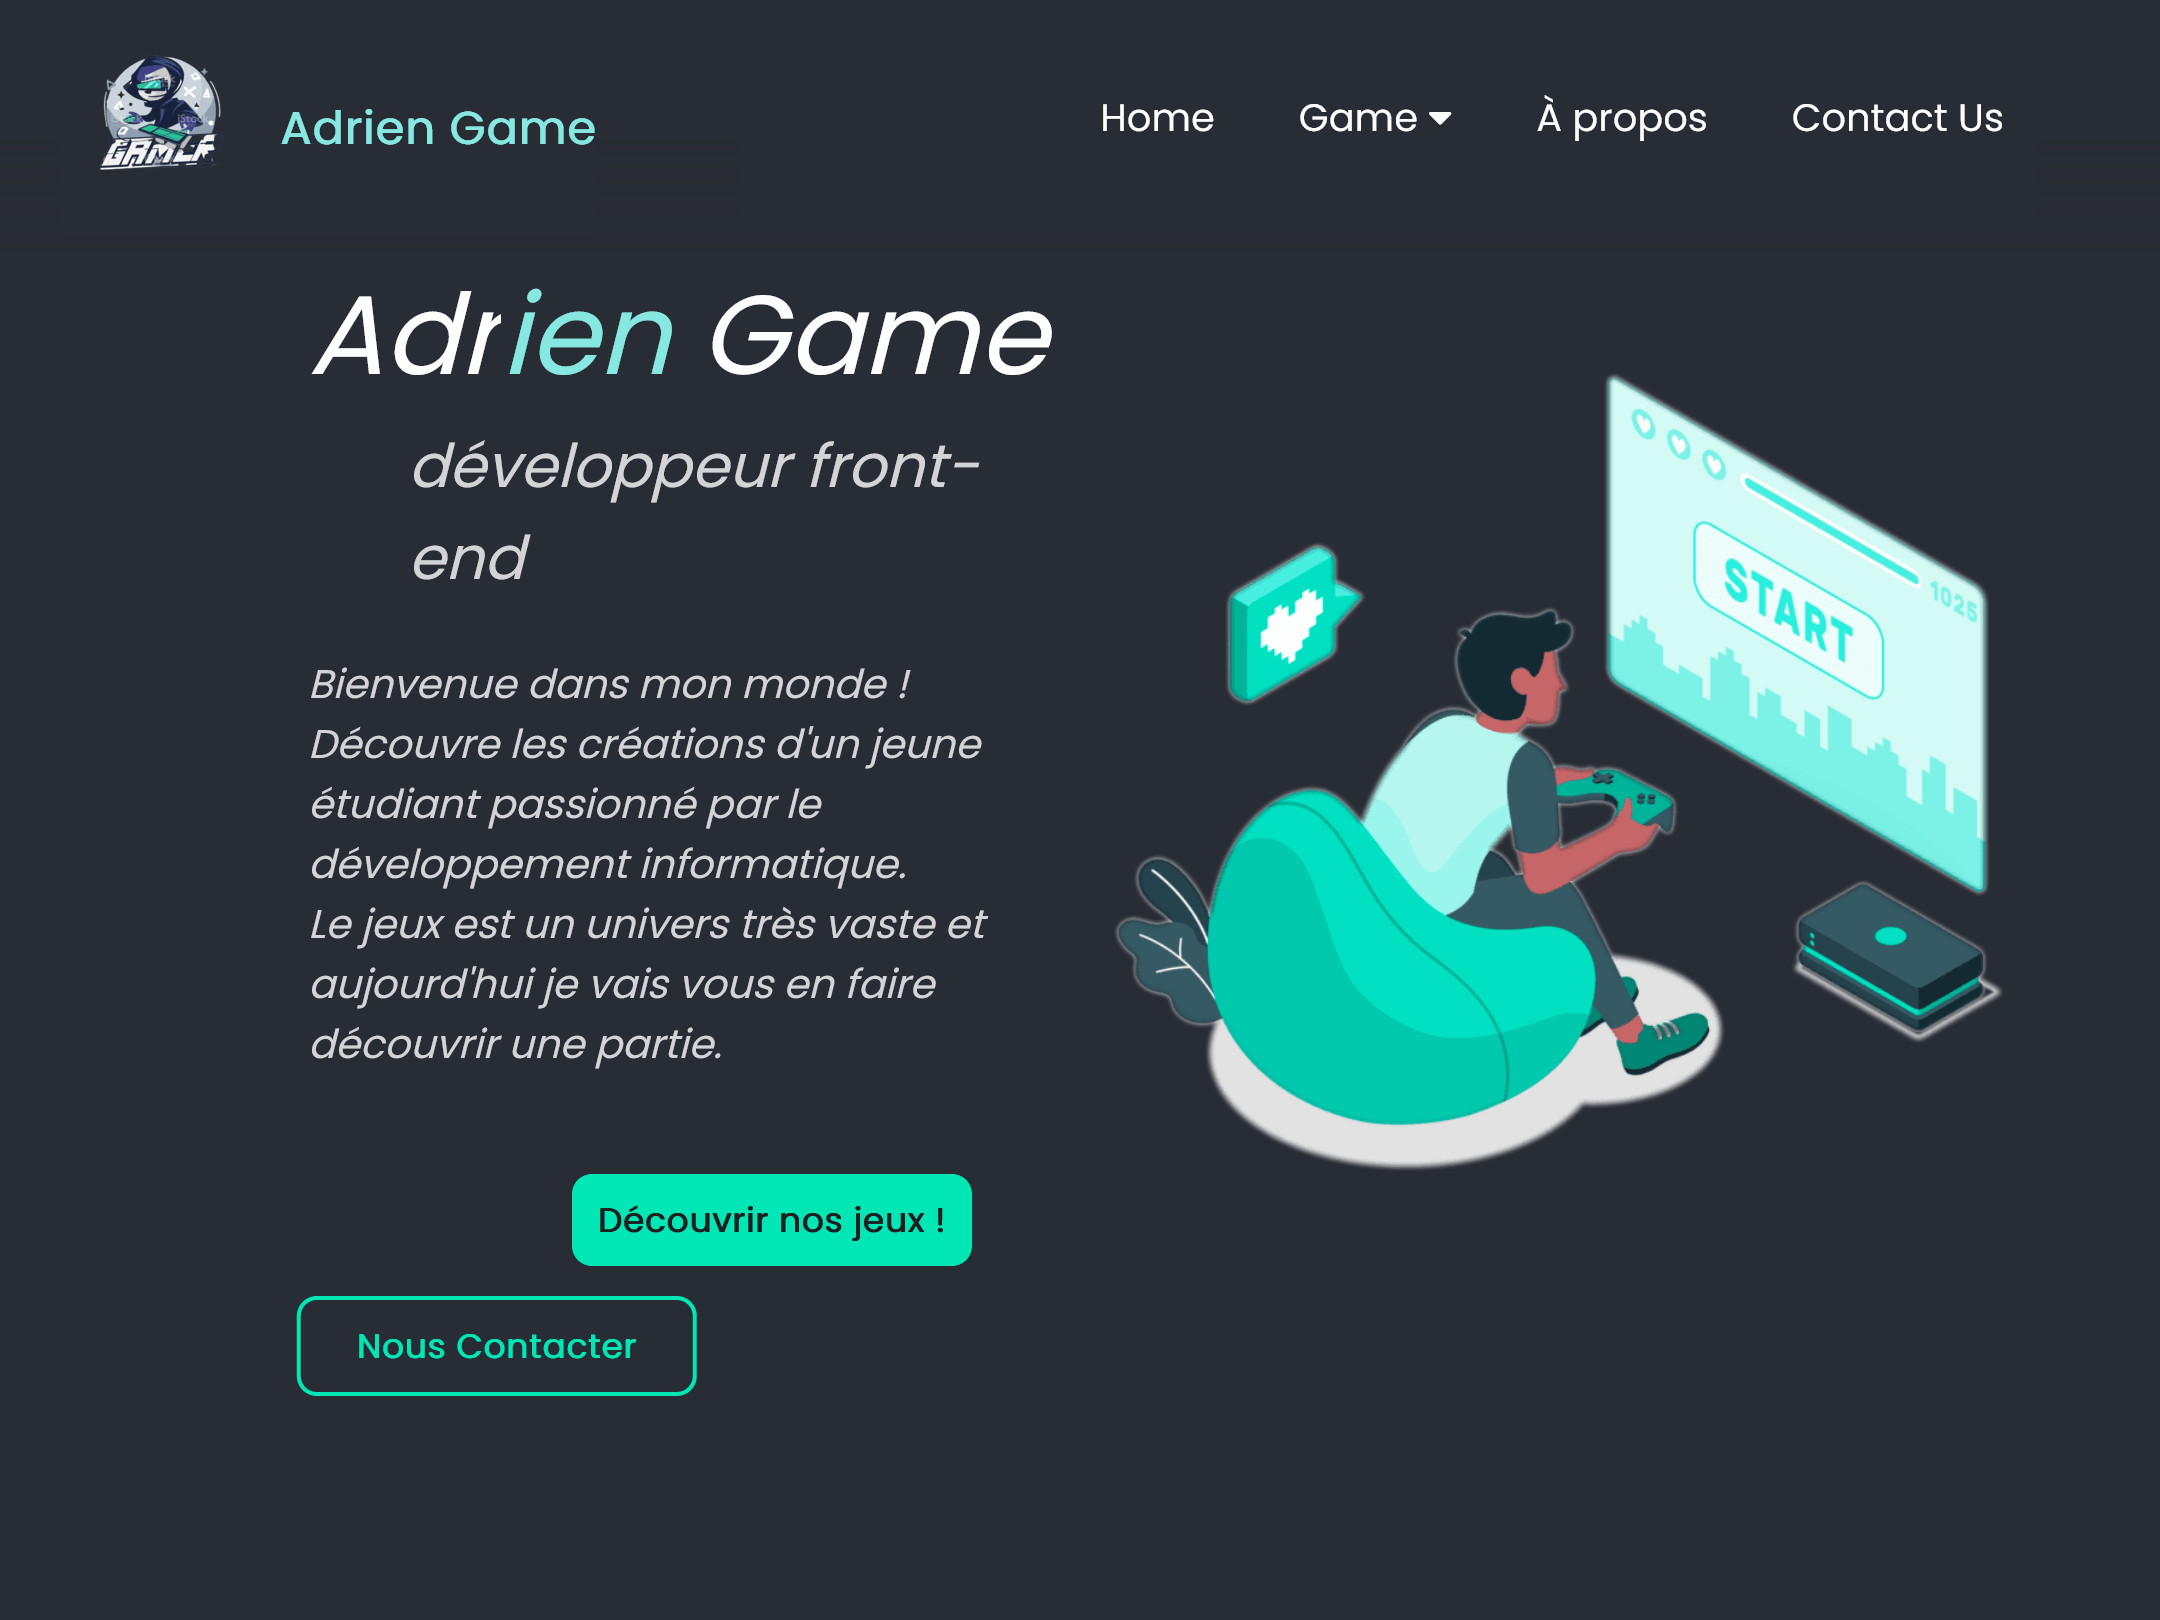 GAMER
Adrien Game
Home
Game
À propos
Contact Us
Adrien Game
développeur front-
end
Bienvenue dans mon monde !
Découvre les créations d'un jeune
étudiant passionné par le
développement informatique.
Le jeux est un univers très vaste et
aujourd'hui je vais vous en faire
découvrir une partie.
START
1025
Découvrir nos jeux !
Nous Contacter